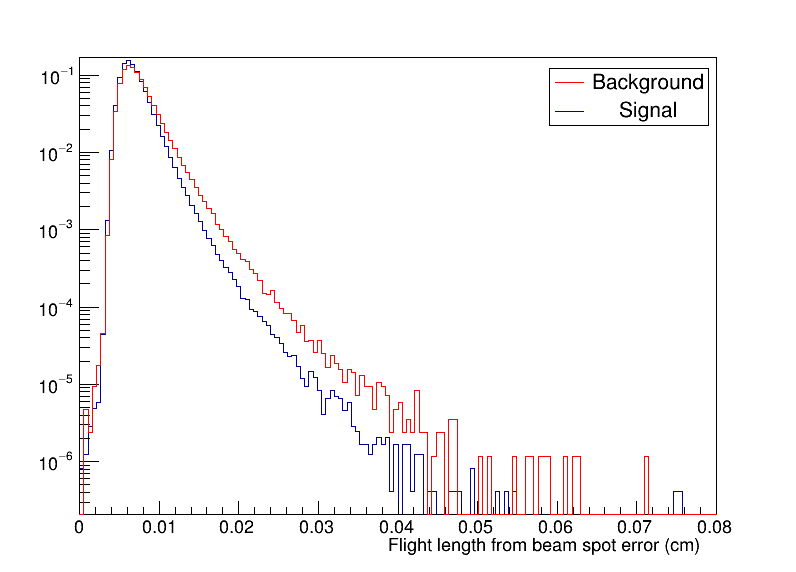 Background
Signal
10⁻¹
10⁻²
10⁻³
10⁻⁴
10⁻⁵
10⁻⁶
0 0.01 0.02 0.03 0.04 0.05 0.06 0.07 0.08
Flight length from beam spot error (cm)